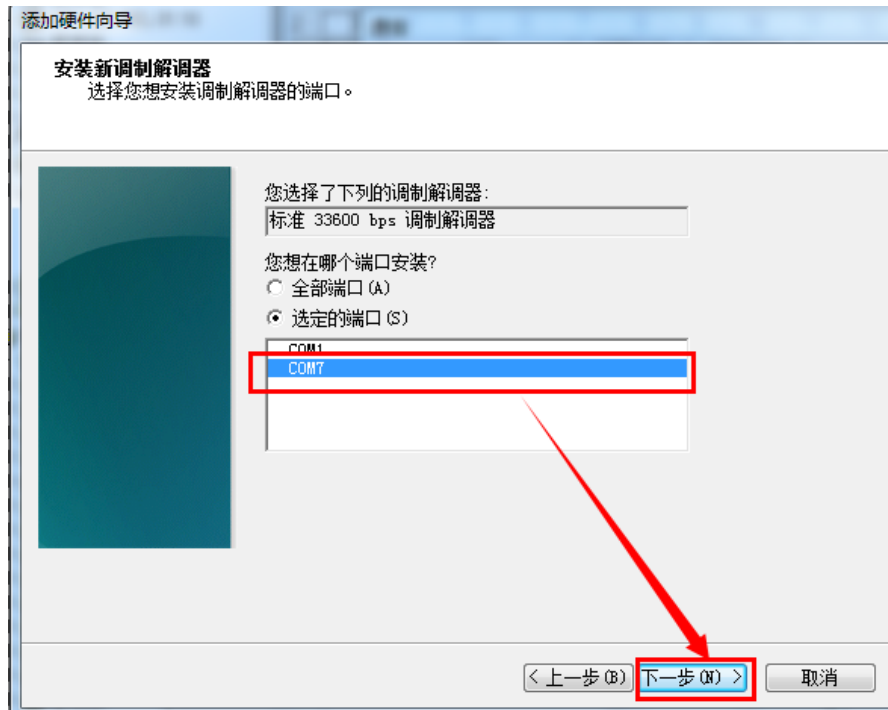 添加硬件向导
安装新调制解调器
选择您想安装调制解调器的端口。
您选择了下列的调制解调器:
标准 33600 bps 调制解调器
您想在哪个端口安装?
全部端口(A)
选定的端口(S)
COM1
COM7
< 上一步(B)
下一步(N) >
取消